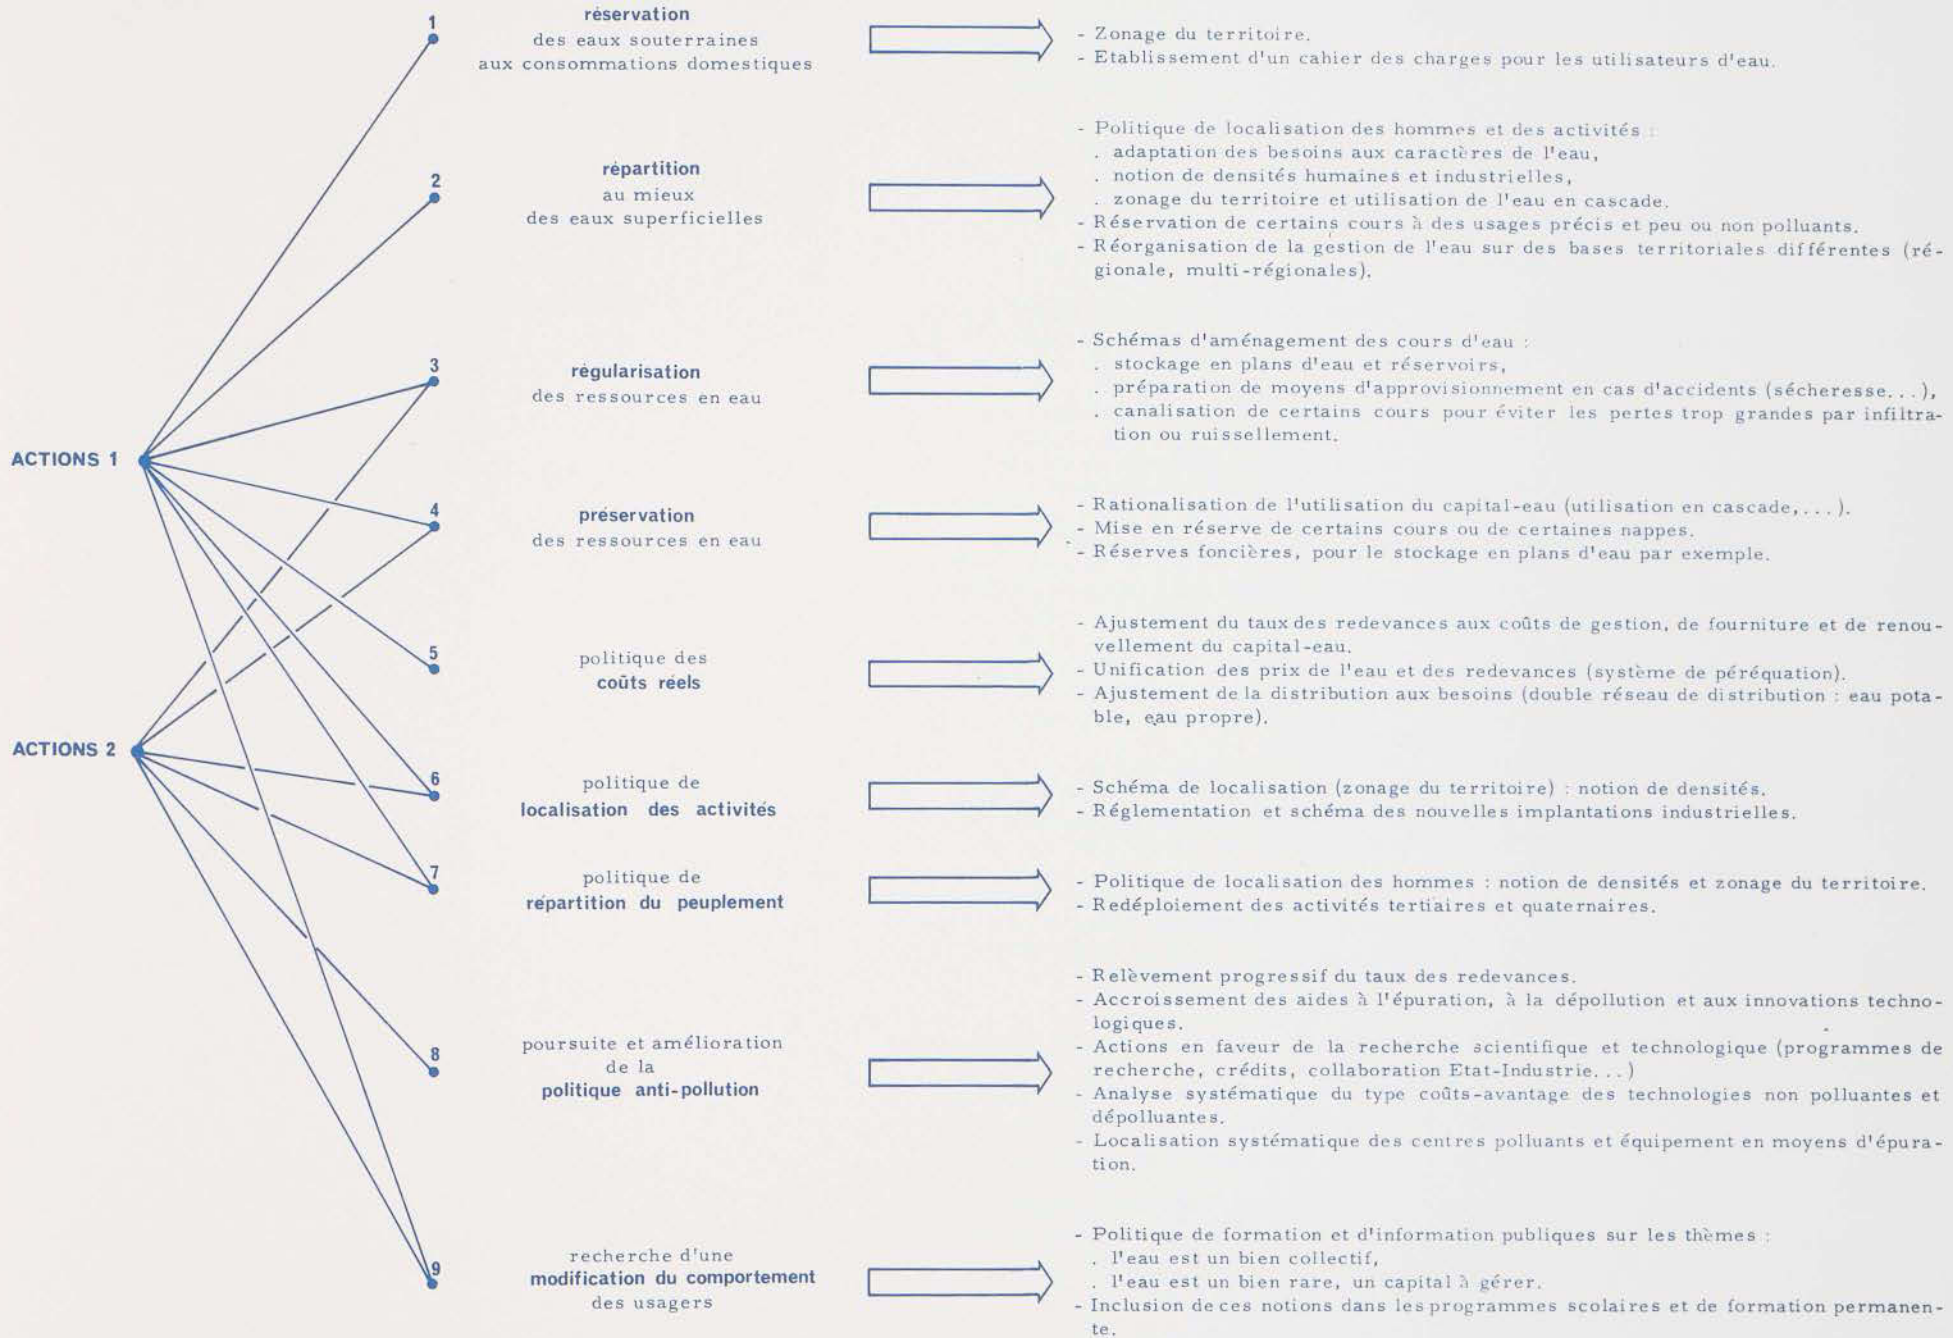 ACTIONS 1
ACTIONS 2
1
réservation
des eaux souterraines
aux consommations domestiques
- Zonage du territoire.
- Etablissement d'un cahier des charges pour les utilisateurs d'eau.
2
répartition
au mieux
des eaux superficielles
- Politique de localisation des hommes et des activités :
. adaptation des besoins aux caractères de l'eau,
. notion de densités humaines et industrielles,
. zonage du territoire et utilisation de l'eau en cascade.
- Réservation de certains cours à des usages précis et peu ou non polluants.
- Réorganisation de la gestion de l'eau sur des bases territoriales différentes (ré-
gionale, multi-régionales).
3
régularisation
des ressources en eau
- Schémas d'aménagement des cours d'eau :
. stockage en plans d'eau et réservoirs,
. préparation de moyens d'approvisionnement en cas d'accidents (sécheresse...),
. canalisation de certains cours pour éviter les pertes trop grandes par infiltra-
tion ou ruissellement.
4
préservation
des ressources en eau
- Rationalisation de l'utilisation du capital-eau (utilisation en cascade,...).
- Mise en réserve de certains cours ou de certaines nappes.
- Réserves foncières, pour le stockage en plans d'eau par exemple.
5
politique des
coûts réels
- Ajustement du taux des redevances aux coûts de gestion, de fourniture et de renou-
vellement du capital-eau.
- Unification des prix de l'eau et des redevances (système de péréquation).
- Ajustement de la distribution aux besoins (double réseau de distribution : eau pota-
ble, eau propre).
6
politique de
localisation des activités
- Schéma de localisation (zonage du territoire) : notion de densités.
- Réglementation et schéma des nouvelles implantations industrielles.
7
politique de
répartition du peuplement
- Politique de localisation des hommes : notion de densités et zonage du territoire.
- Redéploiement des activités tertiaires et quaternaires.
8
poursuite et amélioration
de la
politique anti-pollution
- Relèvement progressif du taux des redevances.
- Accroissement des aides à l'épuration, à la dépollution et aux innovations techno-
logiques.
- Actions en faveur de la recherche scientifique et technologique (programmes de
recherche, crédits, collaboration Etat-Industrie...)
- Analyse systématique du type coûts-avantage des technologies non polluantes et
dépolluantes.
- Localisation systématique des centres polluants et équipement en moyens d'épura-
tion.
9
recherche d'une
modification du comportement
des usagers
- Politique de formation et d'information publiques sur les thèmes :
. l'eau est un bien collectif,
. l'eau est un bien rare, un capital à gérer.
- Inclusion de ces notions dans les programmes scolaires et de formation permanen-
te.